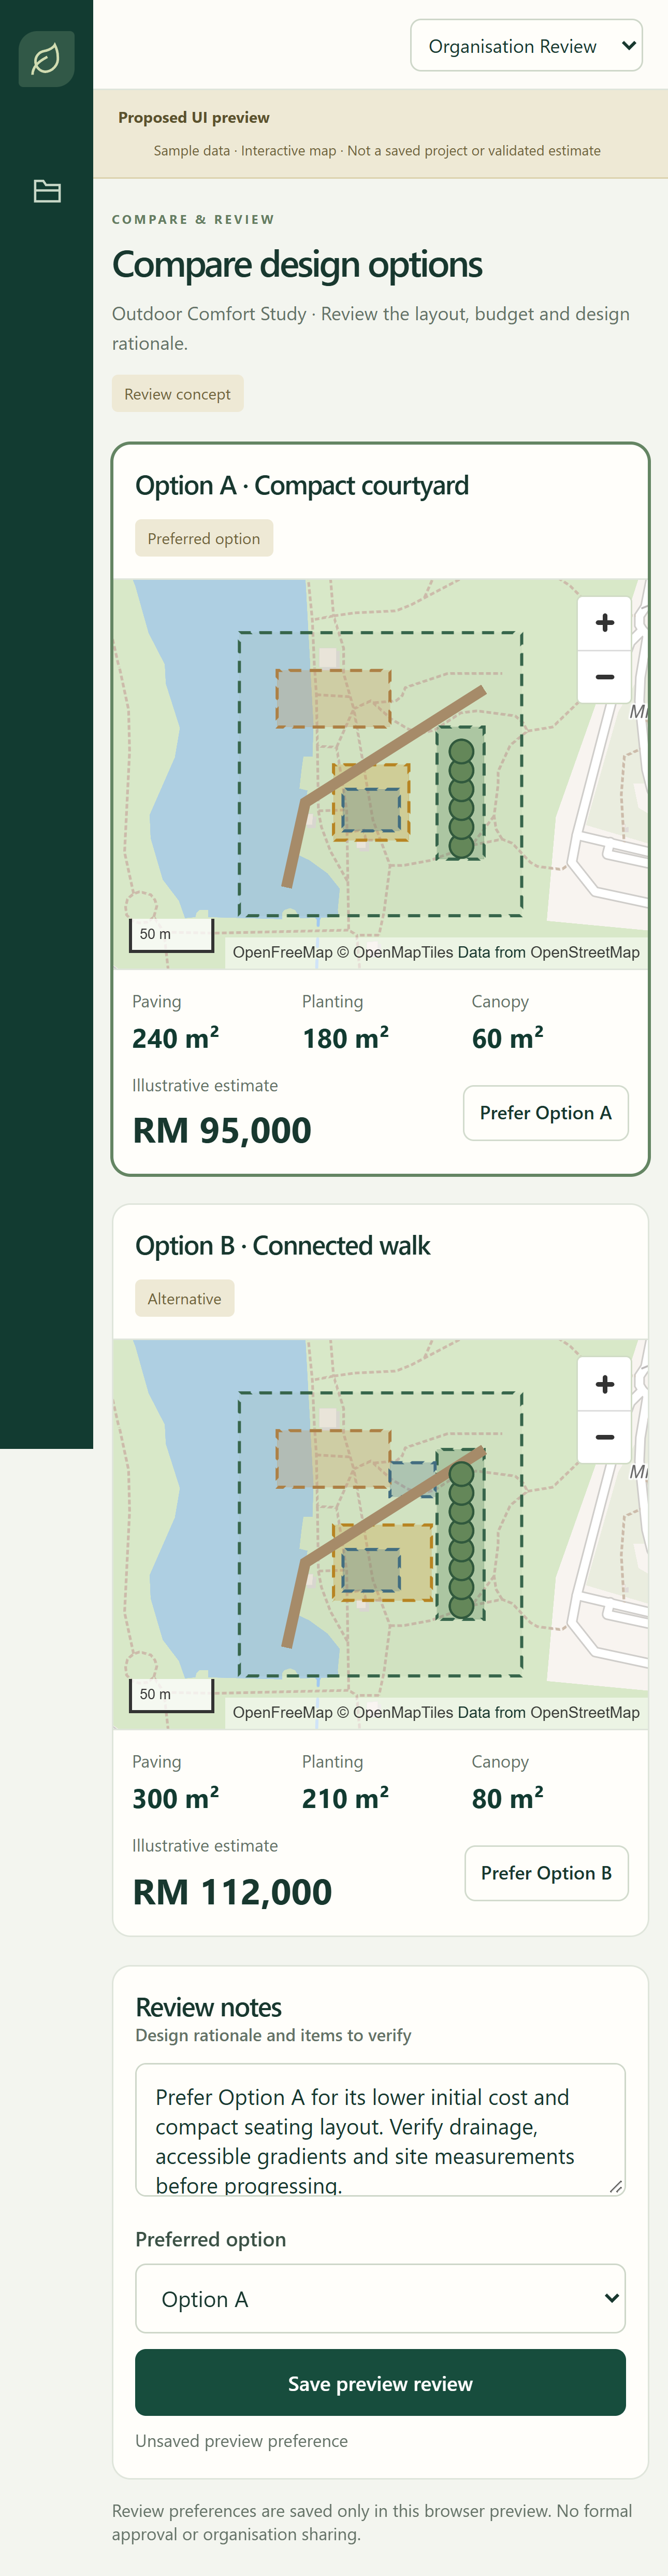 Organisation Review
Proposed UI preview
Sample data · Interactive map · Not a saved project or validated estimate
COMPARE & REVIEW
Compare design options
Outdoor Comfort Study · Review the layout, budget and design
rationale.
Review concept
Option A · Compact courtyard
Preferred option
+
−
50 m
OpenFreeMap © OpenMapTiles Data from OpenStreetMap
Paving Planting Canopy
240 m² 180 m² 60 m²
Illustrative estimate
RM 95,000
Prefer Option A
Option B · Connected walk
Alternative
+
−
50 m
OpenFreeMap © OpenMapTiles Data from OpenStreetMap
Paving Planting Canopy
300 m² 210 m² 80 m²
Illustrative estimate
RM 112,000
Prefer Option B
Review notes
Design rationale and items to verify
Prefer Option A for its lower initial cost and
compact seating layout. Verify drainage,
accessible gradients and site measurements
before progressing.
Preferred option
Option A
Save preview review
Unsaved preview preference
Review preferences are saved only in this browser preview. No formal
approval or organisation sharing.